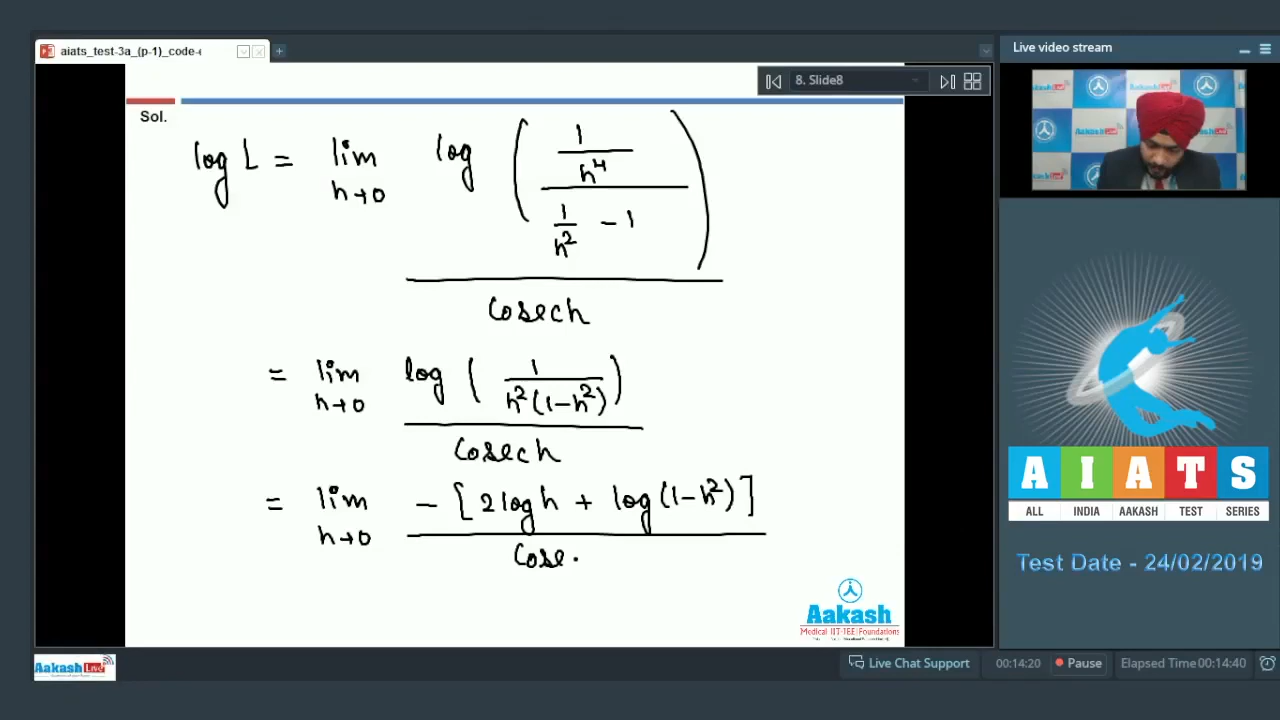 aiats_test-3a_(p-1)_code-
Live video stream
8. Slide8
Sol.
log L = lim h→0 log ( (1/h⁴) / (1/h² - 1) ) / Cosech
= lim h→0 log ( 1 / h²(1-h²) ) / Cosech
= lim h→0 - [ 2logh + log(1-h²) ] / Cose
A I A T S
ALL INDIA AAKASH TEST SERIES
Test Date - 24/02/2019
Aakash
Medical|IIT-JEE|Foundations
AakashLive
Live Chat Support
00:14:20
Pause
Elapsed Time 00:14:40